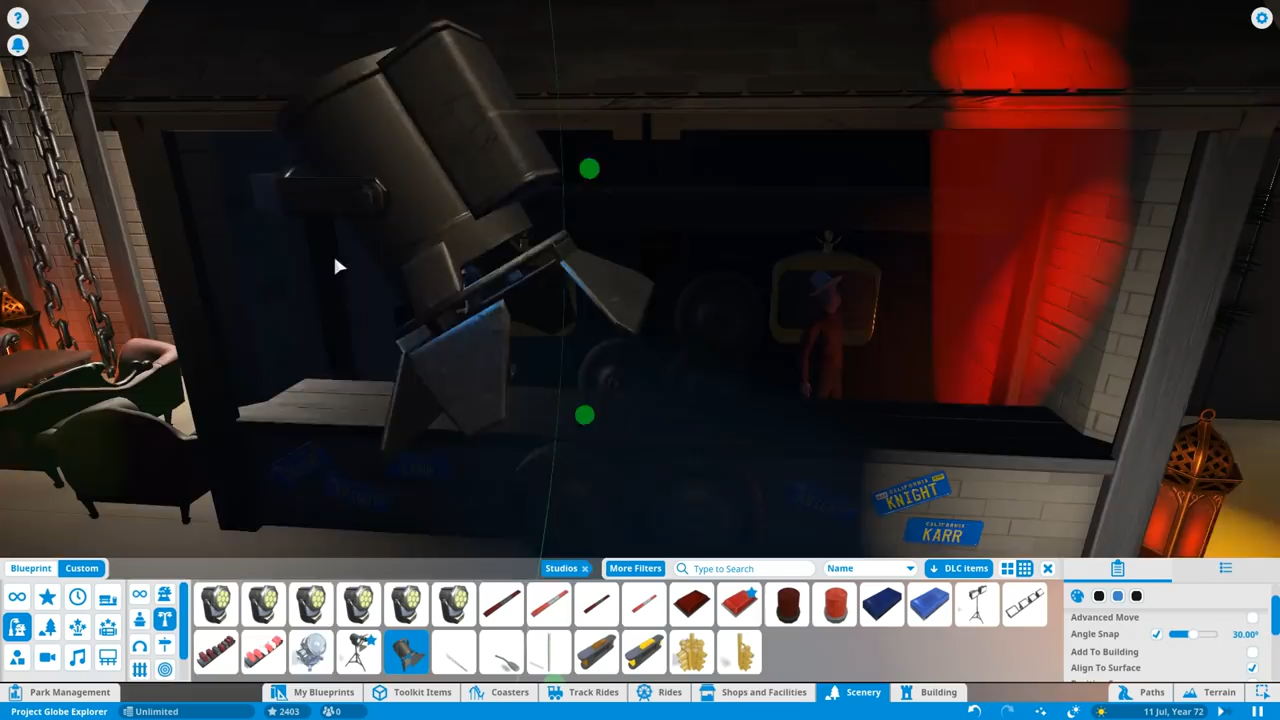 ?
CALIFORNIA
KNIGHT
CALIFORNIA
KARR
Blueprint Custom Studios × More Filters Type to Search Name DLC Items
Advanced Move
Angle Snap 30.00°
Add To Building
Align To Surface
Park Management My Blueprints Toolkit Items Coasters Track Rides Rides Shops and Facilities Scenery Building Paths Terrain
Project Globe Explorer Unlimited 2403 0 11 Jul, Year 72